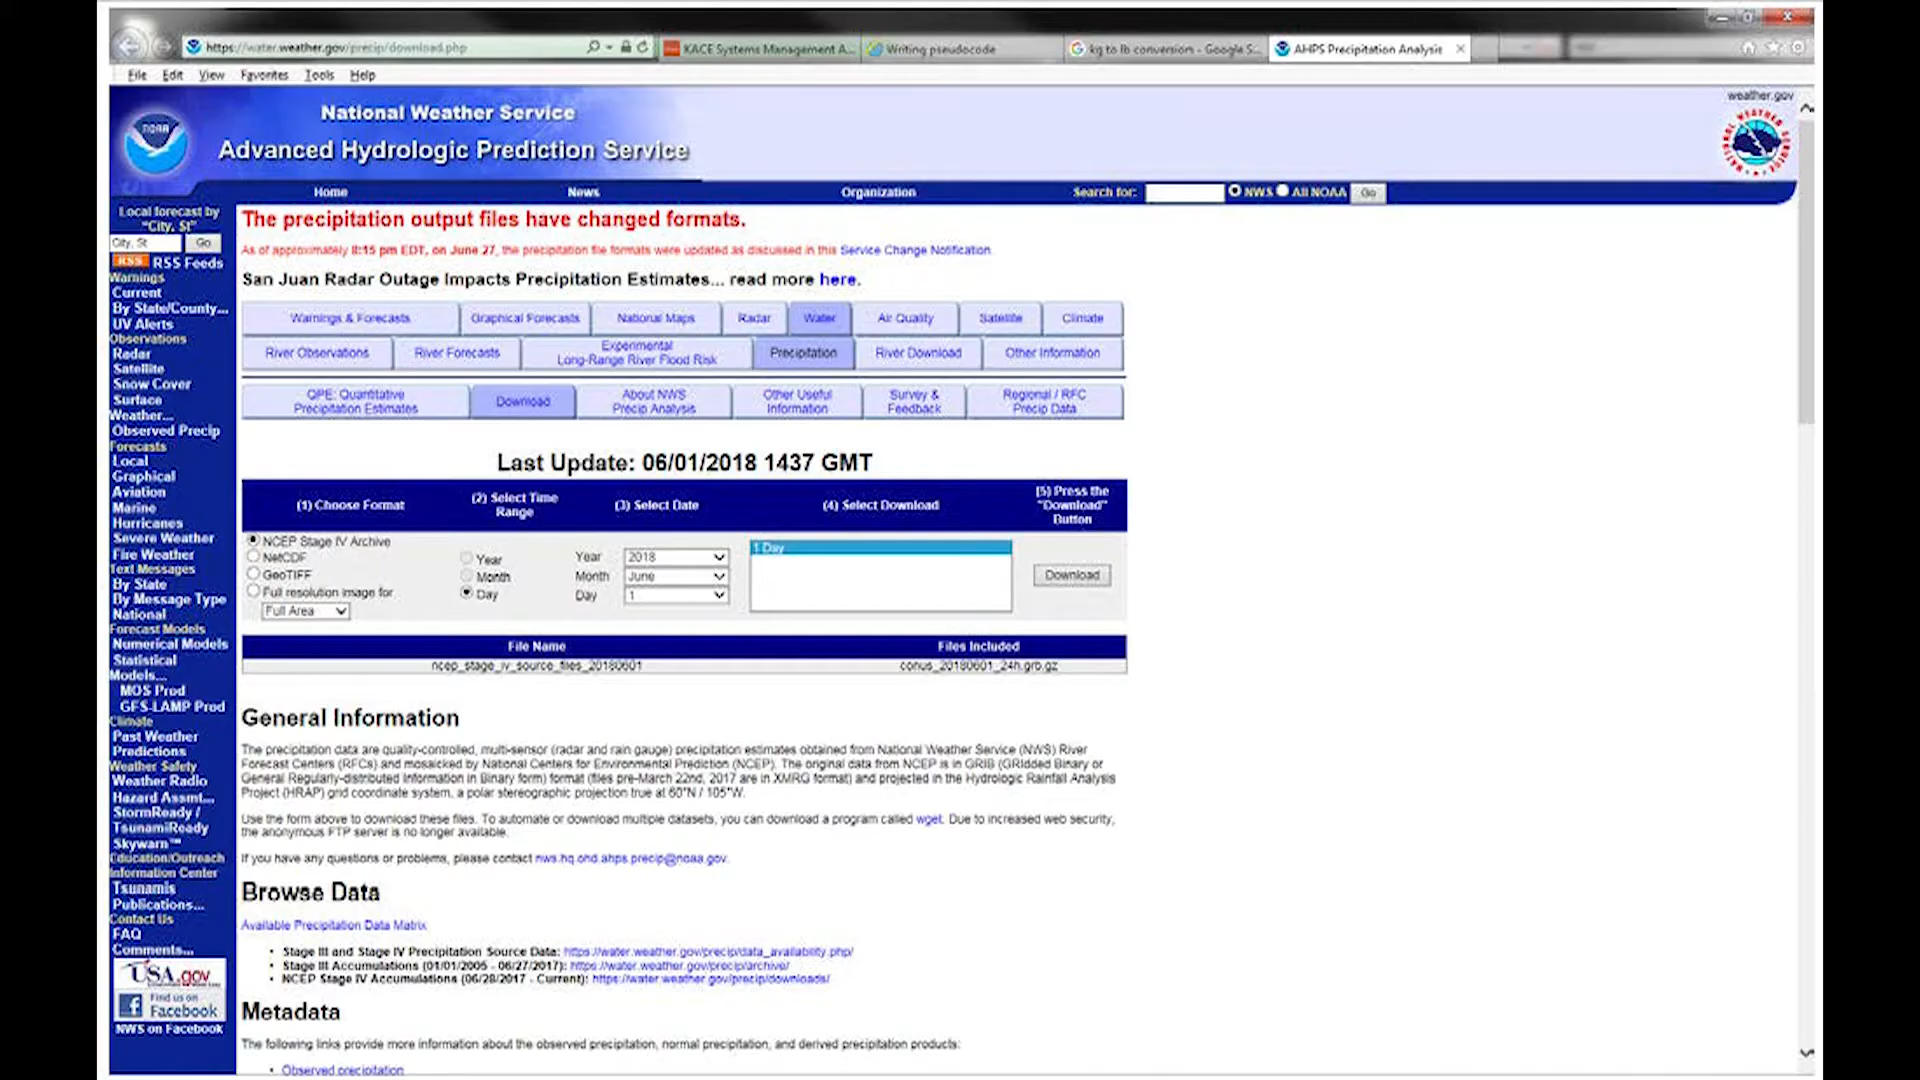 https://water.weather.gov/precip/download.php
KACE Systems Management A...
Writing pseudocode
kg to lb conversion - Google S...
AHPS Precipitation Analysis
File Edit View Favorites Tools Help
weather.gov
NOAA
National Weather Service
Advanced Hydrologic Prediction Service
Home News Organization Search for: NWS All NOAA Go
Local forecast by
"City, St"
City, St Go
RSS RSS Feeds
Warnings
Current
By State/County...
UV Alerts
Observations
Radar
Satellite
Snow Cover
Surface
Weather...
Observed Precip
Forecasts
Local
Graphical
Aviation
Marine
Hurricanes
Severe Weather
Fire Weather
Text Messages
By State
By Message Type
National
Forecast Models
Numerical Models
Statistical
Models...
MOS Prod
GFS-LAMP Prod
Climate
Past Weather
Predictions
Weather Safety
Weather Radio
Hazard Assmt...
StormReady /
TsunamiReady
Skywarn™
Education/Outreach
Information Center
Tsunamis
Publications...
Contact Us
FAQ
Comments...
USA.gov
Find us on
Facebook
NWS on Facebook
The precipitation output files have changed formats.
As of approximately 8:15 pm EDT, on June 27, the precipitation file formats were updated as discussed in this Service Change Notification.
San Juan Radar Outage Impacts Precipitation Estimates... read more here.
Warnings & Forecasts Graphical Forecasts National Maps Radar Water Air Quality Satellite Climate
River Observations River Forecasts Experimental
Long-Range River Flood Risk Precipitation River Download Other Information
QPE: Quantitative
Precipitation Estimates Download About NWS
Precip Analysis Other Useful
Information Survey &
Feedback Regional / RFC
Precip Data
Last Update: 06/01/2018 1437 GMT
(1) Choose Format (2) Select Time
Range (3) Select Date (4) Select Download (5) Press the
"Download"
Button
NCEP Stage IV Archive
NetCDF
GeoTIFF
Full resolution image for
Full Area
Year
Month
Day
Year 2018
Month June
Day 1
1 Day
Download
File Name Files Included
ncep_stage_iv_source_files_20180601 conus_20180601_24h.grb.gz
General Information
The precipitation data are quality-controlled, multi-sensor (radar and rain gauge) precipitation estimates obtained from National Weather Service (NWS) River
Forecast Centers (RFCs) and mosaicked by National Centers for Environmental Prediction (NCEP). The original data from NCEP is in GRIB (GRIdded Binary or
General Regularly-distributed Information in Binary form) format (files pre-March 22nd, 2017 are in XMRG format) and projected in the Hydrologic Rainfall Analysis
Project (HRAP) grid coordinate system, a polar stereographic projection true at 60°N / 105°W.
Use the form above to download these files. To automate or download multiple datasets, you can download a program called wget. Due to increased web security,
the anonymous FTP server is no longer available.
If you have any questions or problems, please contact nws.hq.ohd.ahps.precip@noaa.gov.
Browse Data
Available Precipitation Data Matrix
• Stage III and Stage IV Precipitation Source Data: https://water.weather.gov/precip/data_availability.php/
• Stage III Accumulations (01/01/2005 - 06/27/2017): https://water.weather.gov/precip/archive/
• NCEP Stage IV Accumulations (06/28/2017 - Current): https://water.weather.gov/precip/downloads/
Metadata
The following links provide more information about the observed precipitation, normal precipitation, and derived precipitation products:
• Observed precipitation